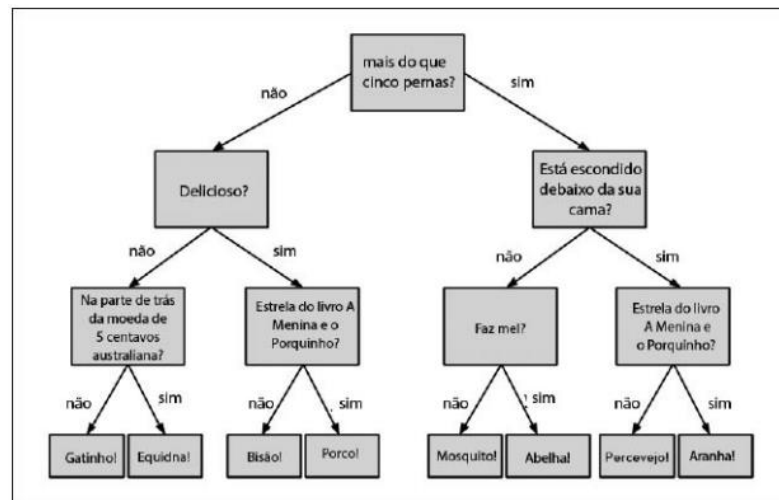 mais do que
cinco pernas?
não
sim
Delicioso?
Está escondido
debaixo da sua
cama?
não
sim
não
sim
Na parte de trás
da moeda de
5 centavos
australiana?
Estrela do livro A
Menina e o
Porquinho?
Faz mel?
Estrela do livro
A Menina e
o Porquinho?
não
sim
não
sim
não
sim
não
sim
Gatinho!
Equidna!
Bisão!
Porco!
Mosquito!
Abelha!
Percevejo!
Aranha!